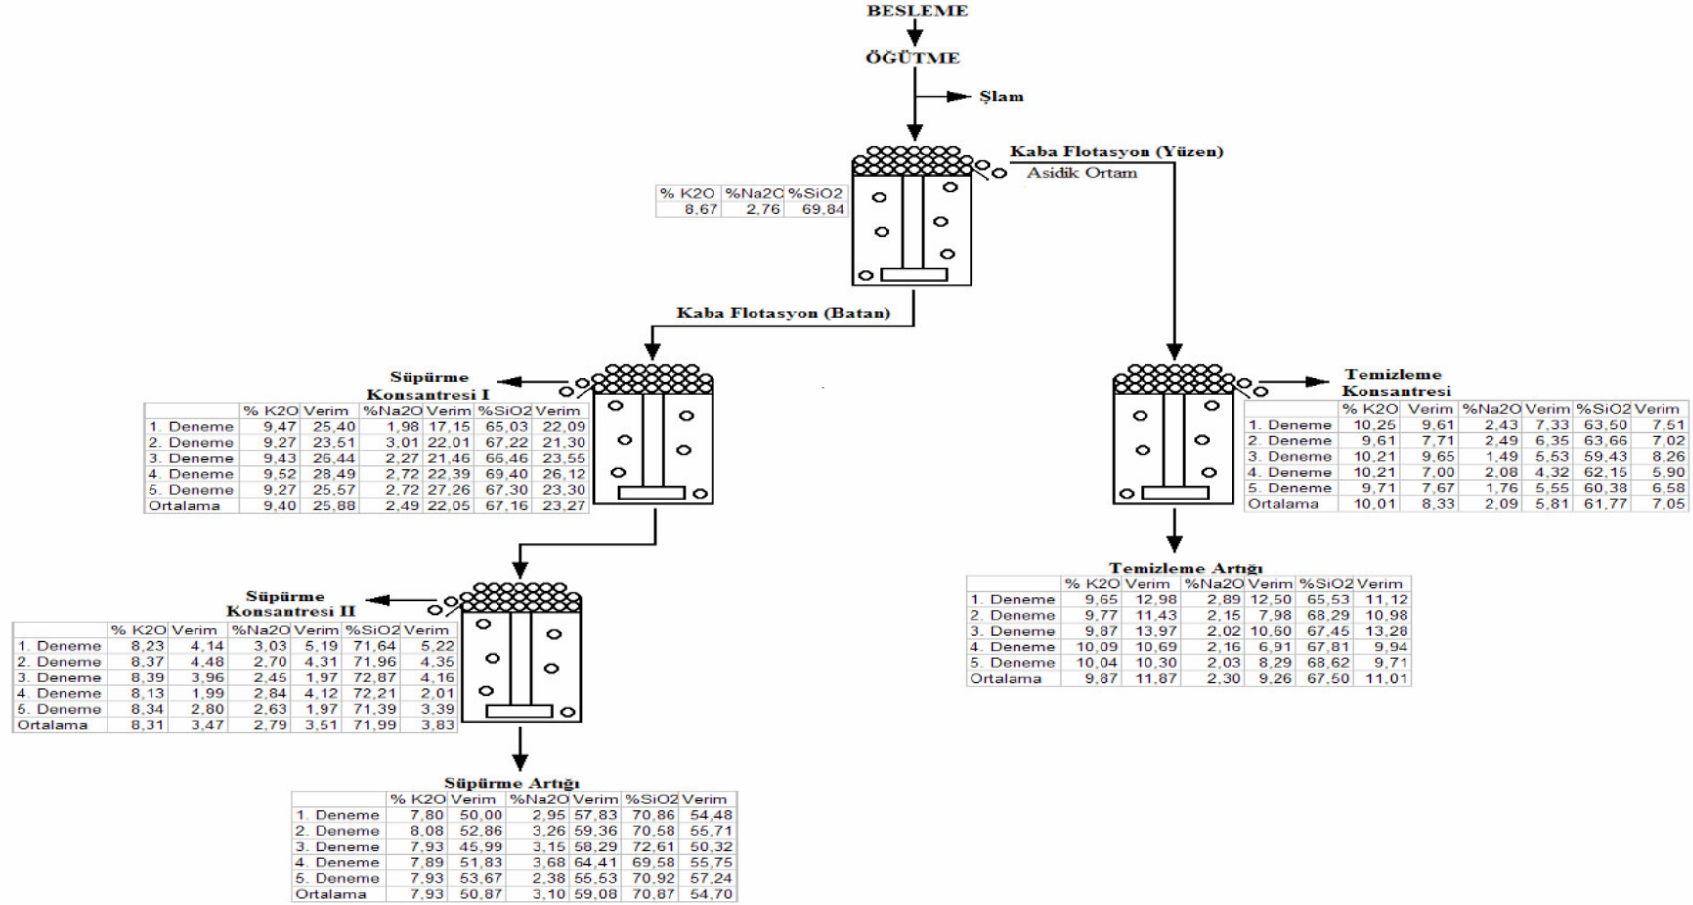 BESLEME
ÖĞÜTME
Şlam
Kaba Flotasyon (Yüzen)
Asidik Ortam
% K2O %Na2O %SiO2
8,67 2,76 69,84
Kaba Flotasyon (Batan)
Süpürme
Konsantresi I
% K2O Verim %Na2O Verim %SiO2 Verim
1. Deneme 9,47 25,40 1,98 17,15 65,03 22,09
2. Deneme 9,27 23,51 3,01 22,01 67,22 21,30
3. Deneme 9,43 26,44 2,27 21,46 66,46 23,55
4. Deneme 9,52 28,49 2,72 22,39 69,40 26,12
5. Deneme 9,27 25,57 2,72 27,26 67,30 23,30
Ortalama 9,40 25,88 2,49 22,05 67,16 23,27
Temizleme
Konsantresi
% K2O Verim %Na2O Verim %SiO2 Verim
1. Deneme 10,25 9,61 2,43 7,33 63,50 7,51
2. Deneme 9,61 7,71 2,49 6,35 63,66 7,02
3. Deneme 10,21 9,65 1,49 5,53 59,43 8,26
4. Deneme 10,21 7,00 2,08 4,32 62,15 5,90
5. Deneme 9,71 7,67 1,76 5,55 60,38 6,58
Ortalama 10,01 8,33 2,09 5,81 61,77 7,05
Temizleme Artığı
% K2O Verim %Na2O Verim %SiO2 Verim
1. Deneme 9,65 12,98 2,89 12,50 65,53 11,12
2. Deneme 9,77 11,43 2,15 7,98 68,29 10,98
3. Deneme 9,87 13,97 2,02 10,60 67,45 13,28
4. Deneme 10,09 10,69 2,16 6,91 67,81 9,94
5. Deneme 10,04 10,30 2,03 8,29 68,62 9,71
Ortalama 9,87 11,87 2,30 9,26 67,50 11,01
Süpürme
Konsantresi II
% K2O Verim %Na2O Verim %SiO2 Verim
1. Deneme 8,23 4,14 3,03 5,19 71,64 5,22
2. Deneme 8,37 4,48 2,70 4,31 71,96 4,35
3. Deneme 8,39 3,96 2,45 1,97 72,87 4,16
4. Deneme 8,13 1,99 2,84 4,12 72,21 2,01
5. Deneme 8,34 2,80 2,63 1,97 71,39 3,39
Ortalama 8,31 3,47 2,79 3,51 71,99 3,83
Süpürme Artığı
% K2O Verim %Na2O Verim %SiO2 Verim
1. Deneme 7,80 50,00 2,95 57,83 70,86 54,48
2. Deneme 8,08 52,86 3,26 59,36 70,58 55,71
3. Deneme 7,93 45,99 3,15 58,29 72,61 50,32
4. Deneme 7,89 51,83 3,68 64,41 69,58 55,75
5. Deneme 7,93 53,67 2,38 55,53 70,92 57,24
Ortalama 7,93 50,87 3,10 59,08 70,87 54,70